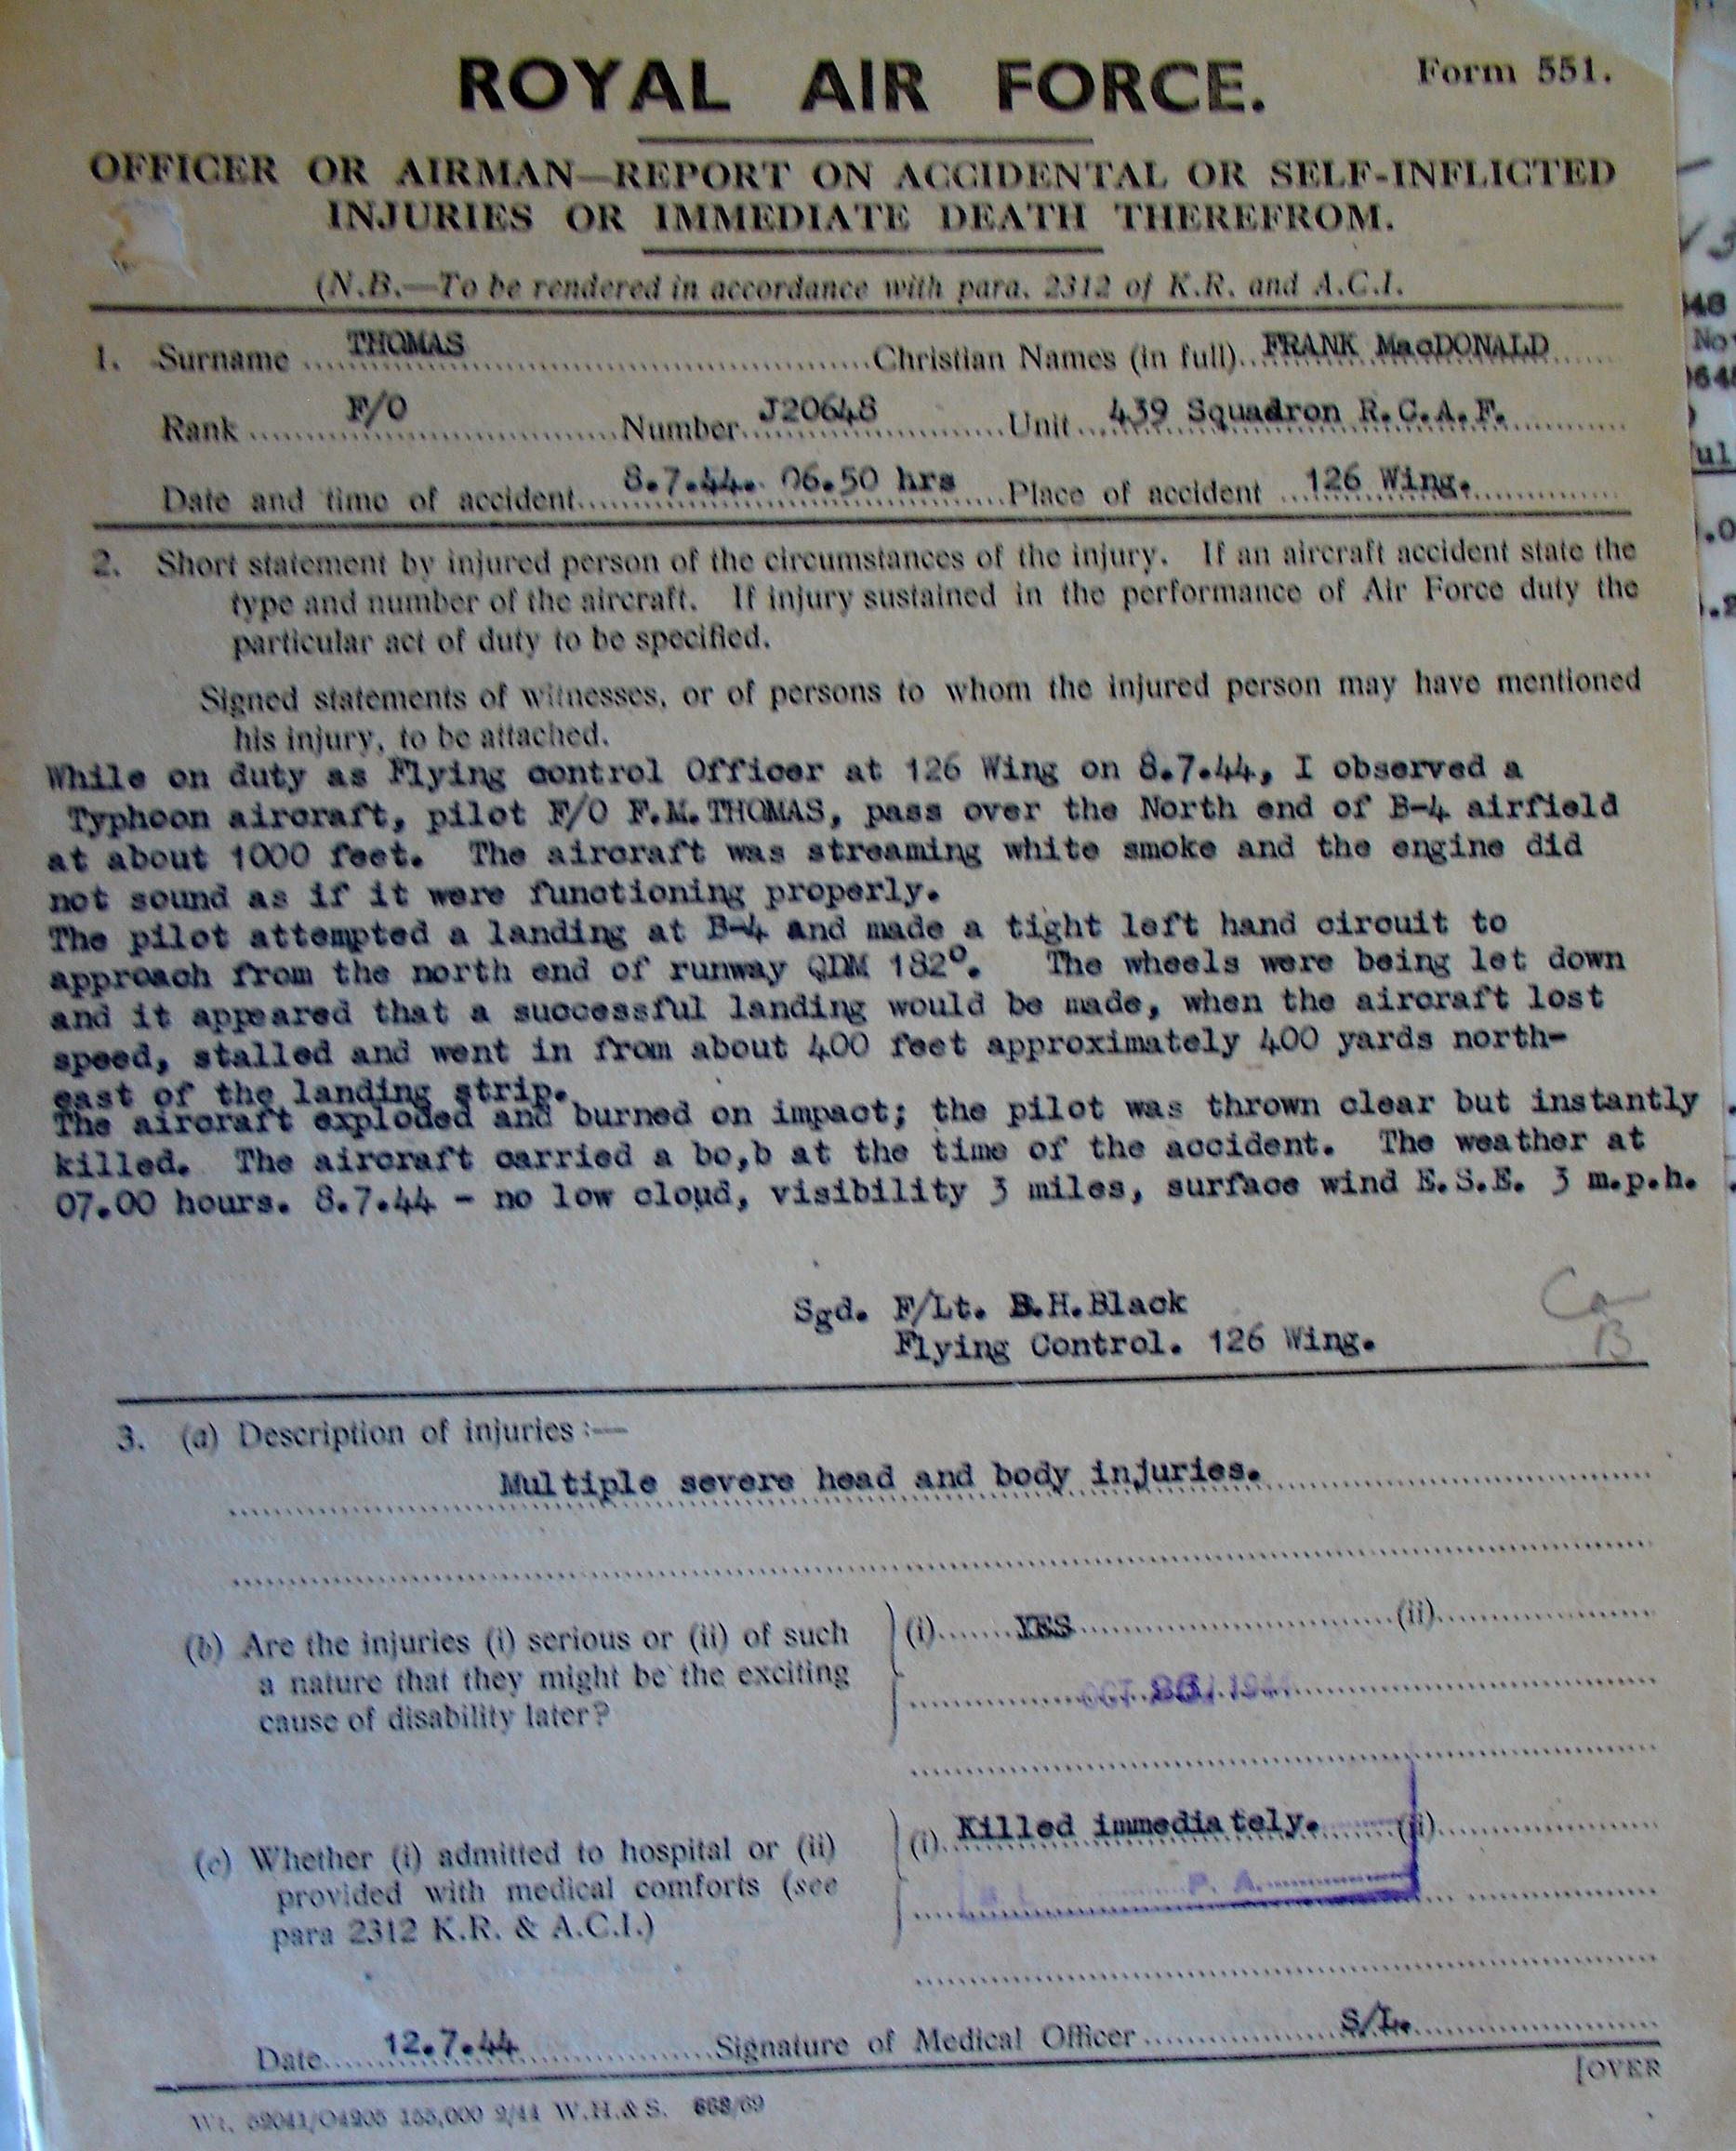 ROYAL AIR FORCE. Form 551.
OFFICER OR AIRMAN—REPORT ON ACCIDENTAL OR SELF-INFLICTED
INJURIES OR IMMEDIATE DEATH THEREFROM.
(N.B.—To be rendered in accordance with para. 2312 of K.R. and A.C.I.
1. Surname THOMAS Christian Names (in full) FRANK MacDONALD
Rank F/O Number J20648 Unit 439 Squadron R.C.A.F.
Date and time of accident 8.7.44. 06.50 hrs Place of accident 126 Wing.
2. Short statement by injured person of the circumstances of the injury. If an aircraft accident state the
type and number of the aircraft. If injury sustained in the performance of Air Force duty the
particular act of duty to be specified.
Signed statements of witnesses, or of persons to whom the injured person may have mentioned
his injury, to be attached.
While on duty as Flying control Officer at 126 Wing on 8.7.44, I observed a
Typhoon aircraft, pilot F/O F.M.THOMAS, pass over the North end of B-4 airfield
at about 1000 feet. The aircraft was streaming white smoke and the engine did
not sound as if it were functioning properly.
The pilot attempted a landing at B-4 and made a tight left hand circuit to
approach from the north end of runway QDM 182°. The wheels were being let down
and it appeared that a successful landing would be made, when the aircraft lost
speed, stalled and went in from about 400 feet approximately 400 yards north-
east of the landing strip.
The aircraft exploded and burned on impact; the pilot was thrown clear but instantly
killed. The aircraft carried a bo,b at the time of the accident. The weather at
07.00 hours. 8.7.44 - no low cloud, visibility 3 miles, surface wind E.S.E. 3 m.p.h.
Sgd. F/Lt. B.H.Black
Flying Control. 126 Wing.
3. (a) Description of injuries :—
Multiple severe head and body injuries.
(b) Are the injuries (i) serious or (ii) of such (i) YES (ii)
a nature that they might be the exciting
cause of disability later?
(c) Whether (i) admitted to hospital or (ii) (i) Killed immediately. (ii)
provided with medical comforts (see P. A.
para 2312 K.R. & A.C.I.)
Date 12.7.44 Signature of Medical Officer S/L.
[OVER
Wt. 52041/O4205 155,000 2/44 W.H.&S. 668/69